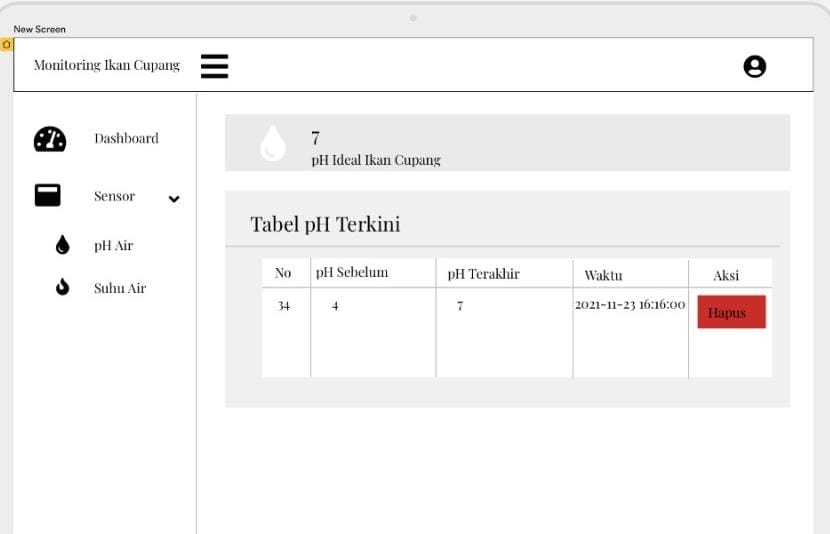 New Screen
Monitoring Ikan Cupang
Dashboard
Sensor
pH Air
Suhu Air
7
pH Ideal Ikan Cupang
Tabel pH Terkini
No pH Sebelum pH Terakhir Waktu Aksi
34 4 7 2021-11-23 16:16:00 Hapus